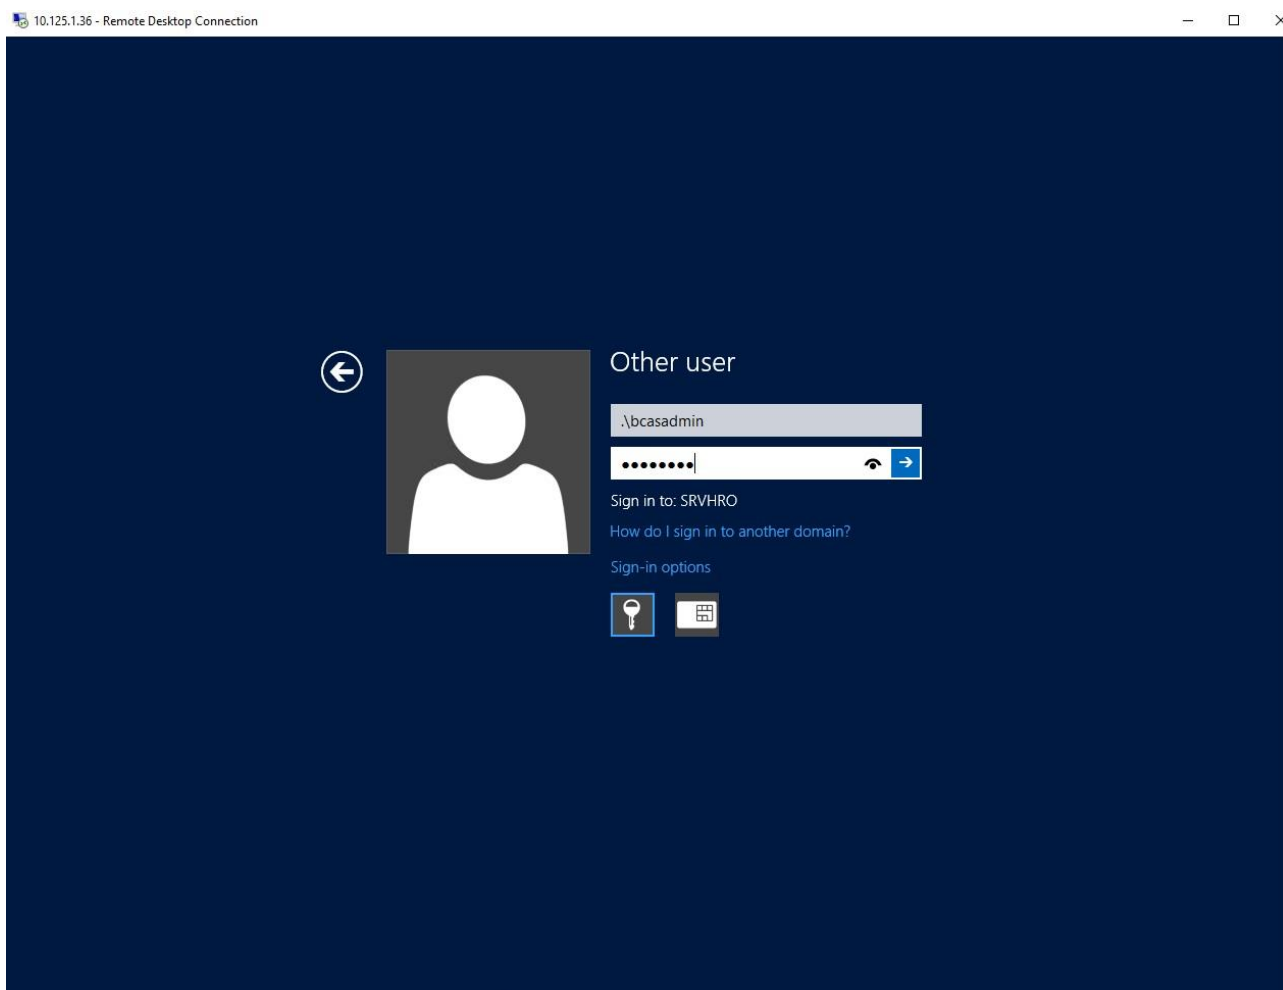 10.125.1.36 - Remote Desktop Connection
Other user
.\bcasadmin
••••••••
Sign in to: SRVHRO
How do I sign in to another domain?
Sign-in options